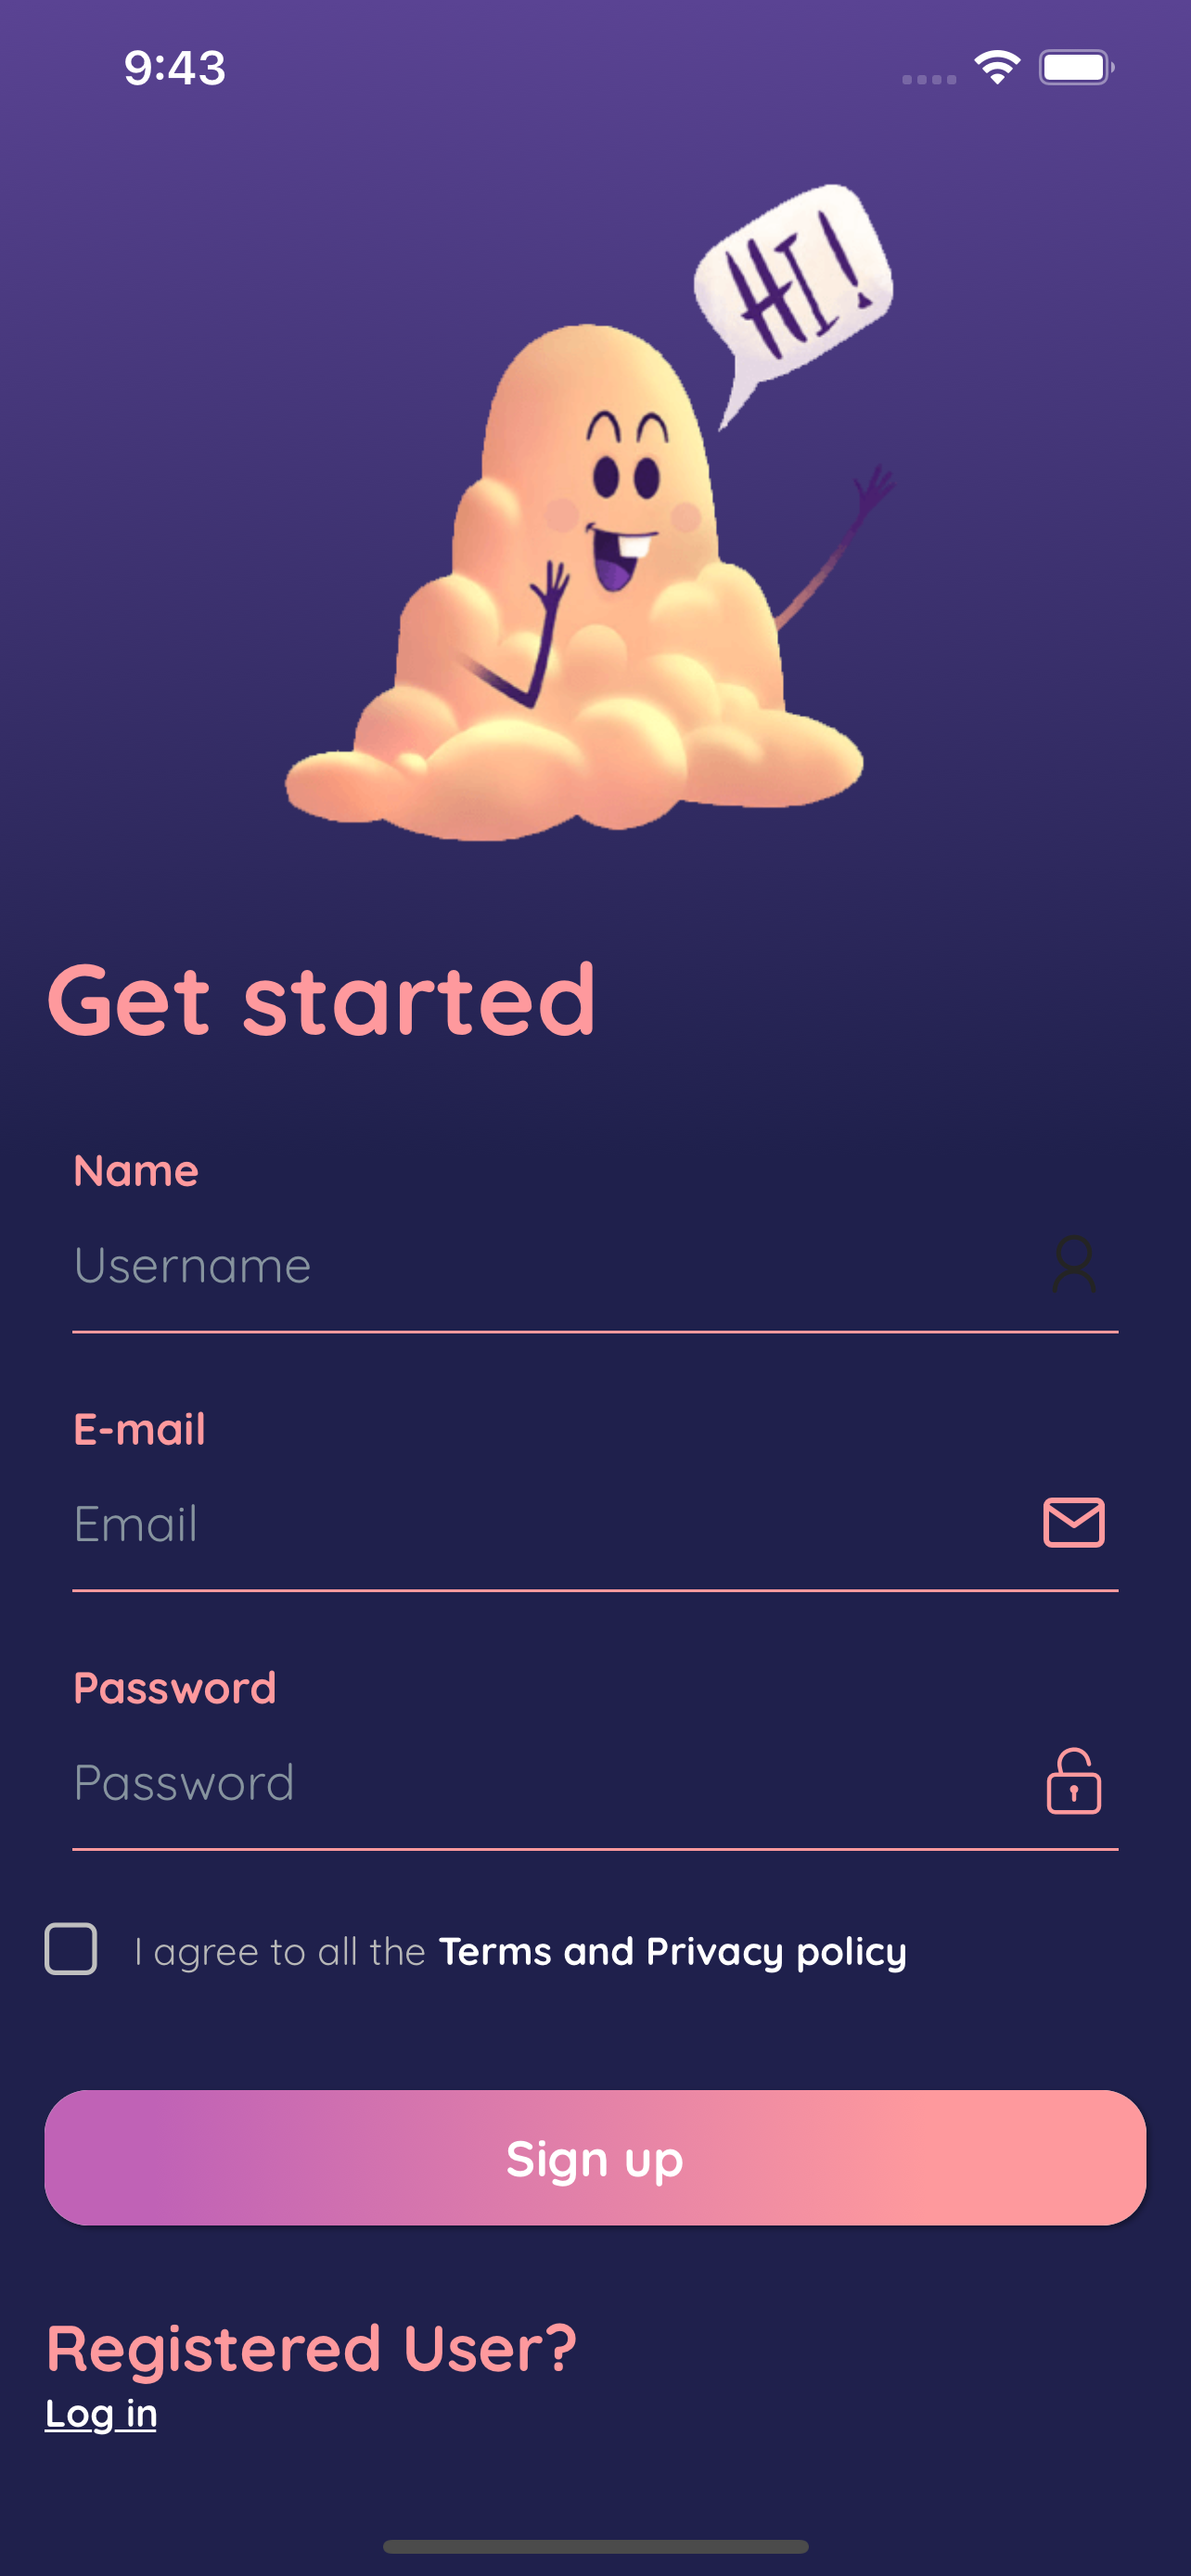 9:43
HI!
Get started
Name
Username
E-mail
Email
Password
Password
I agree to all the Terms and Privacy policy
Sign up
Registered User?
Log in